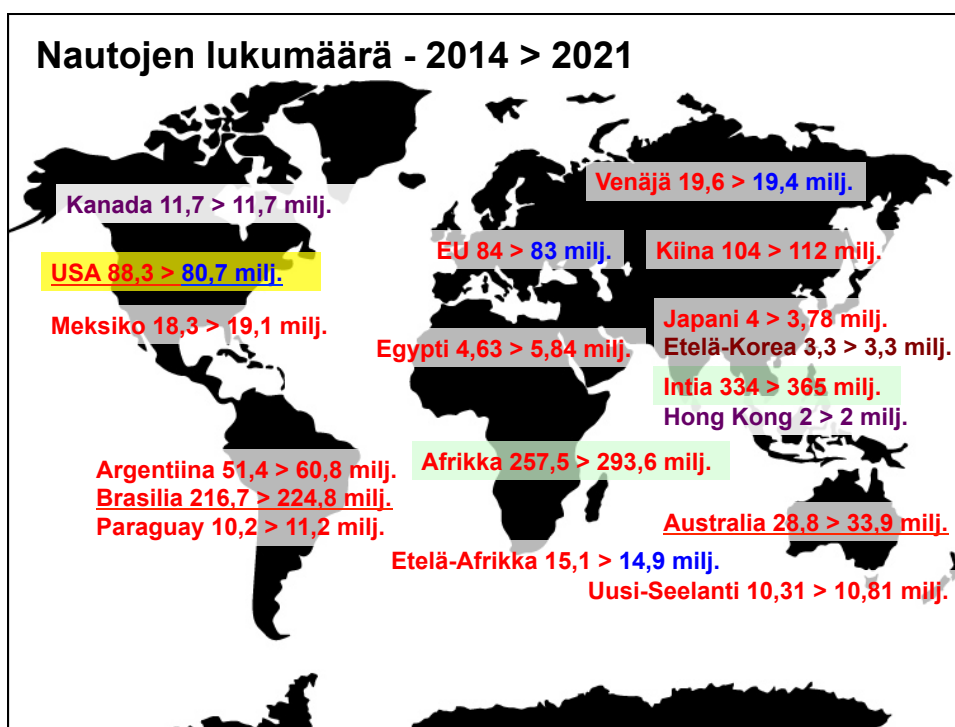 Nautojen lukumäärä - 2014 > 2021
Venäjä 19,6 > 19,4 milj.
Kanada 11,7 > 11,7 milj.
EU 84 > 83 milj.
Kiina 104 > 112 milj.
USA 88,3 > 80,7 milj.
Meksiko 18,3 > 19,1 milj.
Japani 4 > 3,78 milj.
Egypti 4,63 > 5,84 milj.
Etelä-Korea 3,3 > 3,3 milj.
Intia 334 > 365 milj.
Hong Kong 2 > 2 milj.
Argentiina 51,4 > 60,8 milj.
Afrikka 257,5 > 293,6 milj.
Brasilia 216,7 > 224,8 milj.
Paraguay 10,2 > 11,2 milj.
Australia 28,8 > 33,9 milj.
Etelä-Afrikka 15,1 > 14,9 milj.
Uusi-Seelanti 10,31 > 10,81 milj.